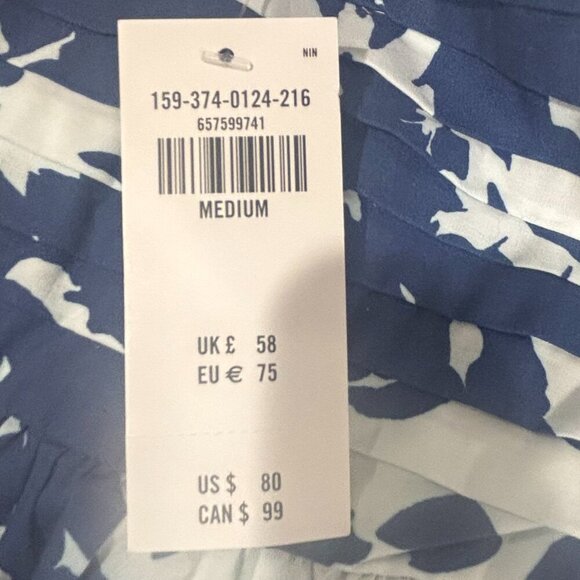 NIN
159-374-0124-216
657599741
MEDIUM
UK £ 58
EU € 75
US $ 80
CAN $ 99